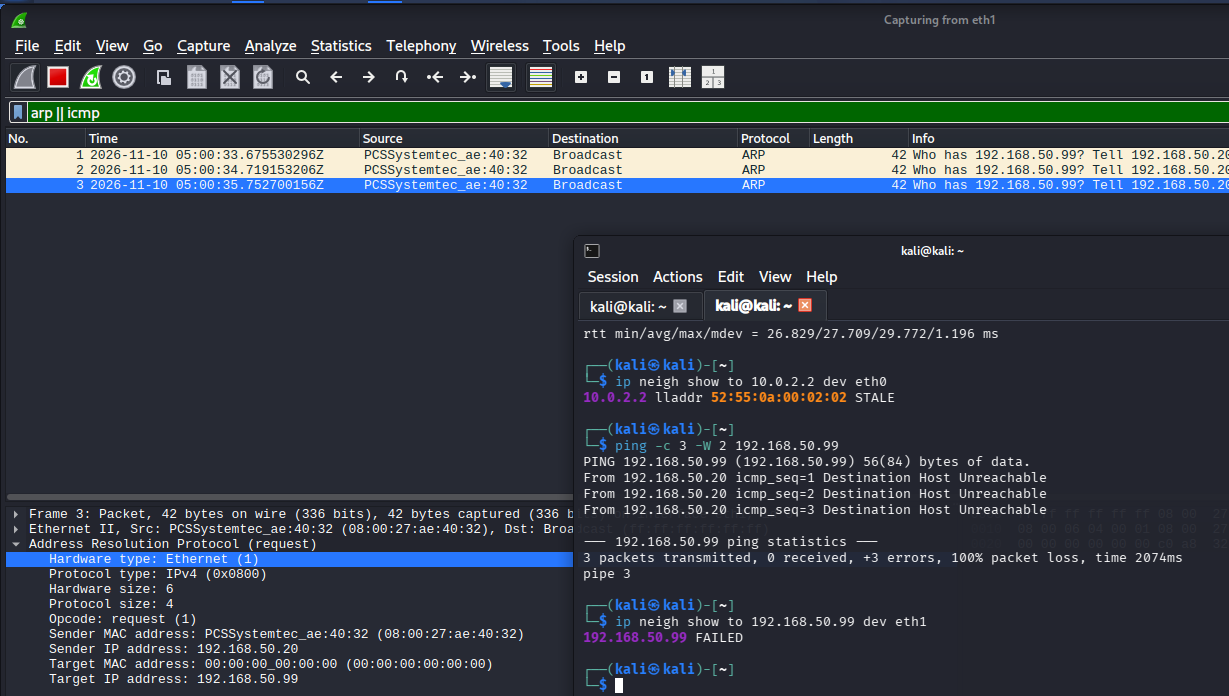 Capturing from eth1
File Edit View Go Capture Analyze Statistics Telephony Wireless Tools Help
arp || icmp
No. Time Source Destination Protocol Length Info
1 2026-11-10 05:00:33.675530296Z PCSSystemtec_ae:40:32 Broadcast ARP 42 Who has 192.168.50.99? Tell 192.168.50.20
2 2026-11-10 05:00:34.719153206Z PCSSystemtec_ae:40:32 Broadcast ARP 42 Who has 192.168.50.99? Tell 192.168.50.20
3 2026-11-10 05:00:35.752700156Z PCSSystemtec_ae:40:32 Broadcast ARP 42 Who has 192.168.50.99? Tell 192.168.50.20
Frame 3: Packet, 42 bytes on wire (336 bits), 42 bytes captured (336 b
Ethernet II, Src: PCSSystemtec_ae:40:32 (08:00:27:ae:40:32), Dst: Broa
Address Resolution Protocol (request)
Hardware type: Ethernet (1)
Protocol type: IPv4 (0x0800)
Hardware size: 6
Protocol size: 4
Opcode: request (1)
Sender MAC address: PCSSystemtec_ae:40:32 (08:00:27:ae:40:32)
Sender IP address: 192.168.50.20
Target MAC address: 00:00:00_00:00:00 (00:00:00:00:00:00)
Target IP address: 192.168.50.99
kali@kali: ~
Session Actions Edit View Help
kali@kali: ~ kali@kali: ~
rtt min/avg/max/mdev = 26.829/27.709/29.772/1.196 ms
┌──(kali㉿kali)-[~]
└─$ ip neigh show to 10.0.2.2 dev eth0
10.0.2.2 lladdr 52:55:0a:00:02:02 STALE
┌──(kali㉿kali)-[~]
└─$ ping -c 3 -W 2 192.168.50.99
PING 192.168.50.99 (192.168.50.99) 56(84) bytes of data.
From 192.168.50.20 icmp_seq=1 Destination Host Unreachable
From 192.168.50.20 icmp_seq=2 Destination Host Unreachable
From 192.168.50.20 icmp_seq=3 Destination Host Unreachable
--- 192.168.50.99 ping statistics ---
3 packets transmitted, 0 received, +3 errors, 100% packet loss, time 2074ms
pipe 3
┌──(kali㉿kali)-[~]
└─$ ip neigh show to 192.168.50.99 dev eth1
192.168.50.99 FAILED
┌──(kali㉿kali)-[~]
└─$